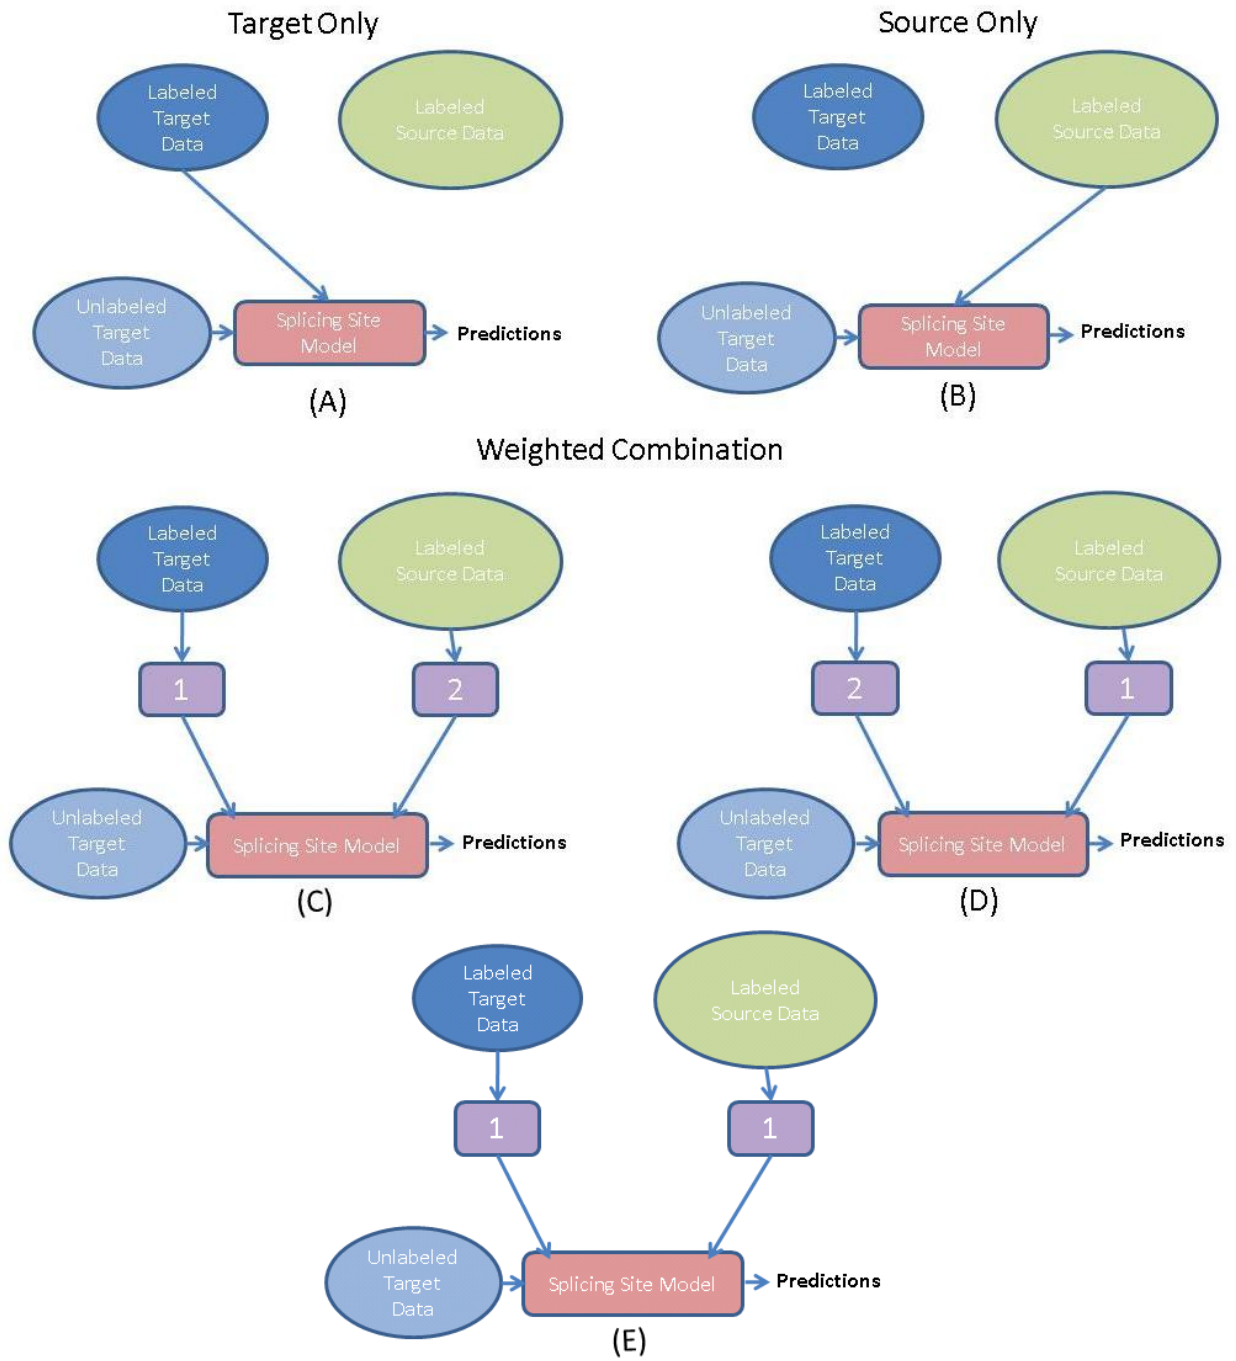 Target Only
Source Only
Labeled
Target
Data
Labeled
Source Data
Labeled
Target
Data
Labeled
Source Data
Unlabeled
Target
Data
Splicing Site
Model
Predictions
(A)
Unlabeled
Target
Data
Splicing Site
Model
Predictions
(B)
Weighted Combination
Labeled
Target
Data
Labeled
Source Data
1
2
Unlabeled
Target
Data
Splicing Site Model
Predictions
(C)
Labeled
Target
Data
Labeled
Source Data
2
1
Unlabeled
Target
Data
Splicing Site Model
Predictions
(D)
Labeled
Target
Data
Labeled
Source Data
1
1
Unlabeled
Target
Data
Splicing Site Model
Predictions
(E)